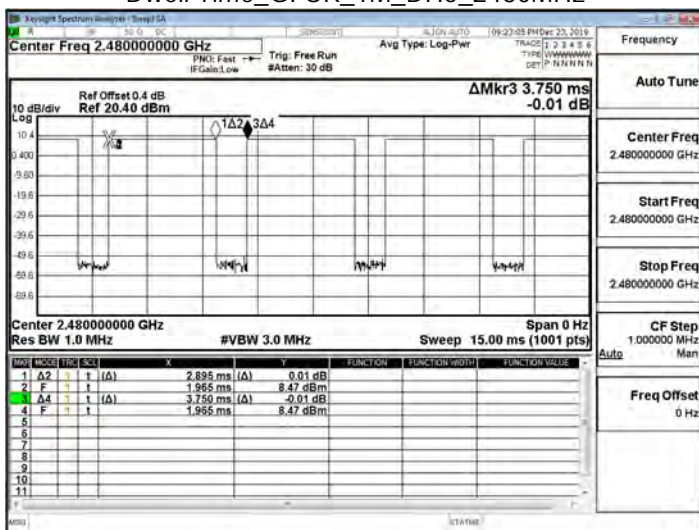 Dwell Time_GFSK_1M_DH5_2480MHz
Keysight Spectrum Analyzer - Swept SA
RF 50 Ω DC SENSE:INT ALIGN AUTO 09:23:05 PM Dec 23, 2019
Center Freq 2.480000000 GHz
Avg Type: Log-Pwr
TRACE 1 2 3 4 5 6
PNO: Fast Trig: Free Run
TYPE WWWWWW
IFGain:Low #Atten: 30 dB
DET P N N N N N
Frequency
Auto Tune
Ref Offset 0.4 dB
ΔMkr3 3.750 ms
10 dB/div Ref 20.40 dBm
-0.01 dB
Log
1Δ2 3Δ4
10.4
0.400
-9.60
-19.6
-29.6
-39.6
-49.6
-59.6
-69.6
Center Freq
2.480000000 GHz
Start Freq
2.480000000 GHz
Stop Freq
2.480000000 GHz
Center 2.480000000 GHz Span 0 Hz
Res BW 1.0 MHz #VBW 3.0 MHz Sweep 15.00 ms (1001 pts)
CF Step
1.000000 MHz
Auto Man
Freq Offset
0 Hz
MKR MODE TRC SCL X Y FUNCTION FUNCTION WIDTH FUNCTION VALUE
1 Δ2 1 t (Δ) 2.895 ms (Δ) 0.01 dB
2 F 1 t 1.965 ms 8.47 dBm
3 Δ4 1 t (Δ) 3.750 ms (Δ) -0.01 dB
4 F 1 t 1.965 ms 8.47 dBm
5
6
7
8
9
10
11
MSG STATUS